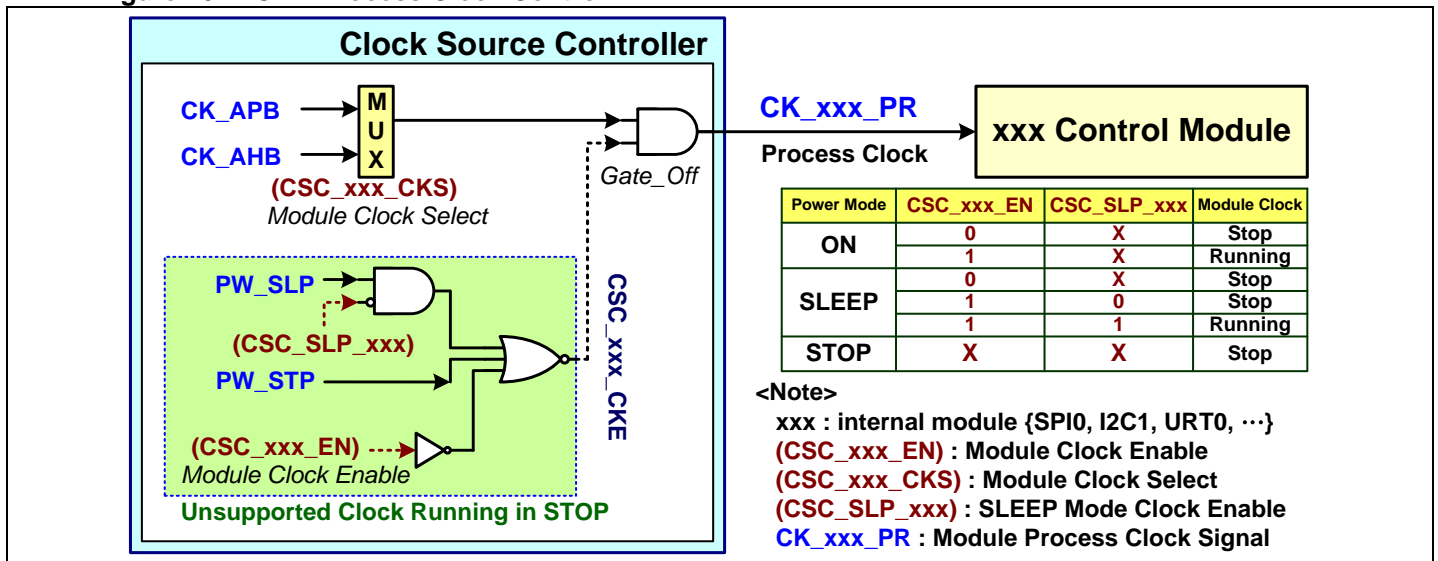 Clock Source Controller
CK_APB
CK_AHB
MUX
(CSC_xxx_CKS)
Module Clock Select
Gate_Off
CK_xxx_PR
Process Clock
xxx Control Module
PW_SLP
(CSC_SLP_xxx)
PW_STP
(CSC_xxx_EN)
Module Clock Enable
CSC_xxx_CKE
Unsupported Clock Running in STOP
Power Mode CSC_xxx_EN CSC_SLP_xxx Module Clock
ON 0 X Stop
1 X Running
SLEEP 0 X Stop
1 0 Stop
1 1 Running
STOP X X Stop
<Note>
xxx : internal module {SPI0, I2C1, URT0, ⋯}
(CSC_xxx_EN) : Module Clock Enable
(CSC_xxx_CKS) : Module Clock Select
(CSC_SLP_xxx) : SLEEP Mode Clock Enable
CK_xxx_PR : Module Process Clock Signal